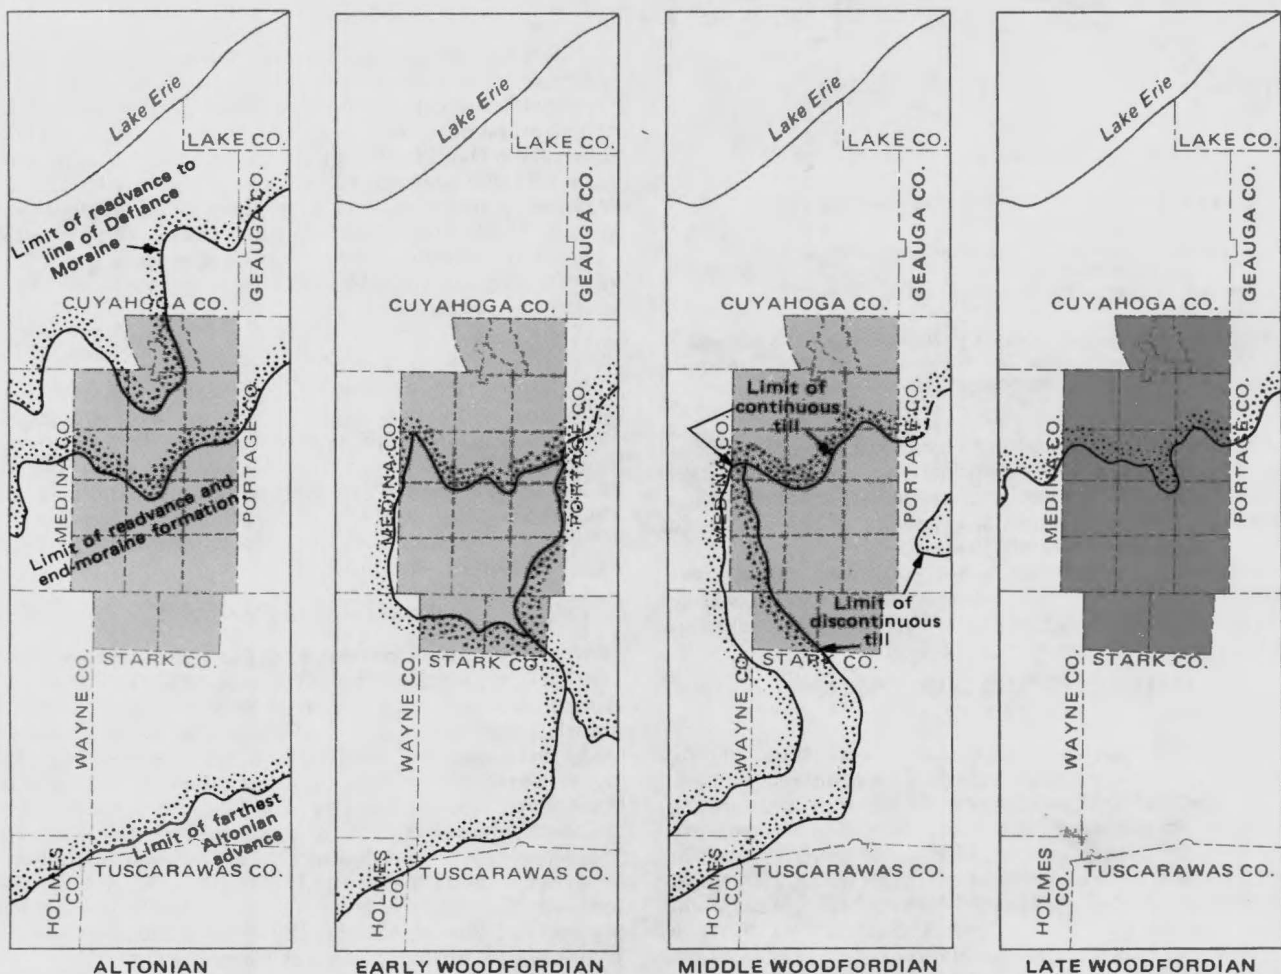 Lake Erie
LAKE CO.
GEAUGA CO.
Limit of readvance to
line of Defiance
Moraine
CUYAHOGA CO.
MEDINA CO.
PORTAGE CO.
Limit of readvance and
end-moraine formation
STARK CO.
WAYNE CO.
Limit of farthest
Altonian
advance
HOLMES
CO.
TUSCARAWAS CO.
ALTONIAN
Lake Erie
LAKE CO.
GEAUGA CO.
CUYAHOGA CO.
MEDINA CO.
PORTAGE CO.
STARK CO.
WAYNE CO.
HOLMES
CO.
TUSCARAWAS CO.
EARLY WOODFORDIAN
Lake Erie
LAKE CO.
GEAUGA CO.
CUYAHOGA CO.
Limit of
continuous
till
MEDINA CO.
PORTAGE CO.
Limit of
discontinuous
till
STARK CO.
WAYNE CO.
HOLMES
CO.
TUSCARAWAS CO.
MIDDLE WOODFORDIAN
Lake Erie
LAKE CO.
GEAUGA CO.
CUYAHOGA CO.
MEDINA CO.
PORTAGE CO.
STARK CO.
WAYNE CO.
HOLMES
CO.
TUSCARAWAS CO.
LATE WOODFORDIAN